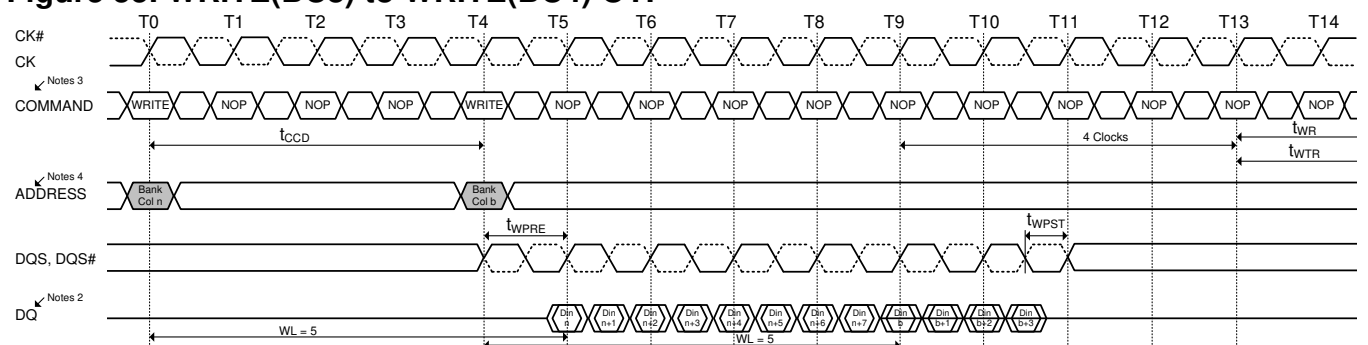 T0 T1 T2 T3 T4 T5 T6 T7 T8 T9 T10 T11 T12 T13 T14
CK#
CK
Notes 3
COMMAND WRITE NOP NOP NOP WRITE NOP NOP NOP NOP NOP NOP NOP NOP NOP NOP
tCCD 4 Clocks tWR
tWTR
Notes 4
ADDRESS Bank Col n Bank Col b
tWPRE tWPST
DQS, DQS#
Notes 2
DQ Din n Din n+1 Din n+2 Din n+3 Din n+4 Din n+5 Din n+6 Din n+7 Din b Din b+1 Din b+2 Din b+3
WL = 5 WL = 5